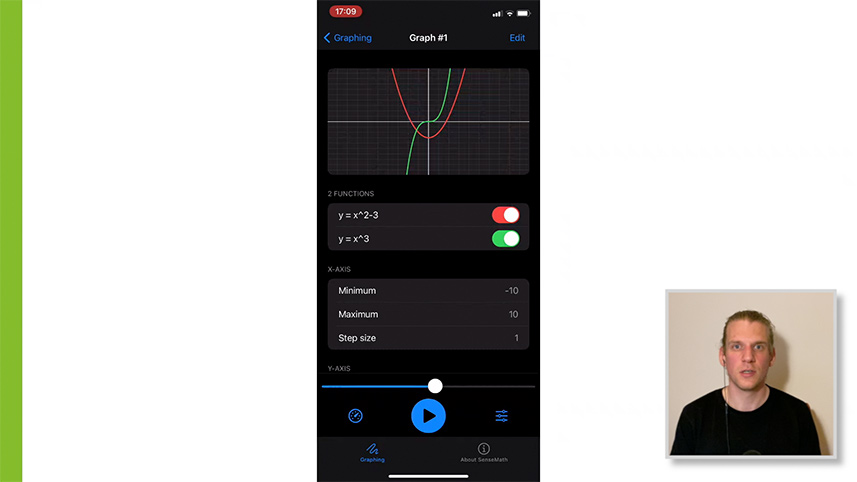 17:09
Graphing
Graph #1
Edit
2 FUNCTIONS
y = x^2-3
y = x^3
X-AXIS
Minimum -10
Maximum 10
Step size 1
Y-AXIS
Graphing
About SenseMath